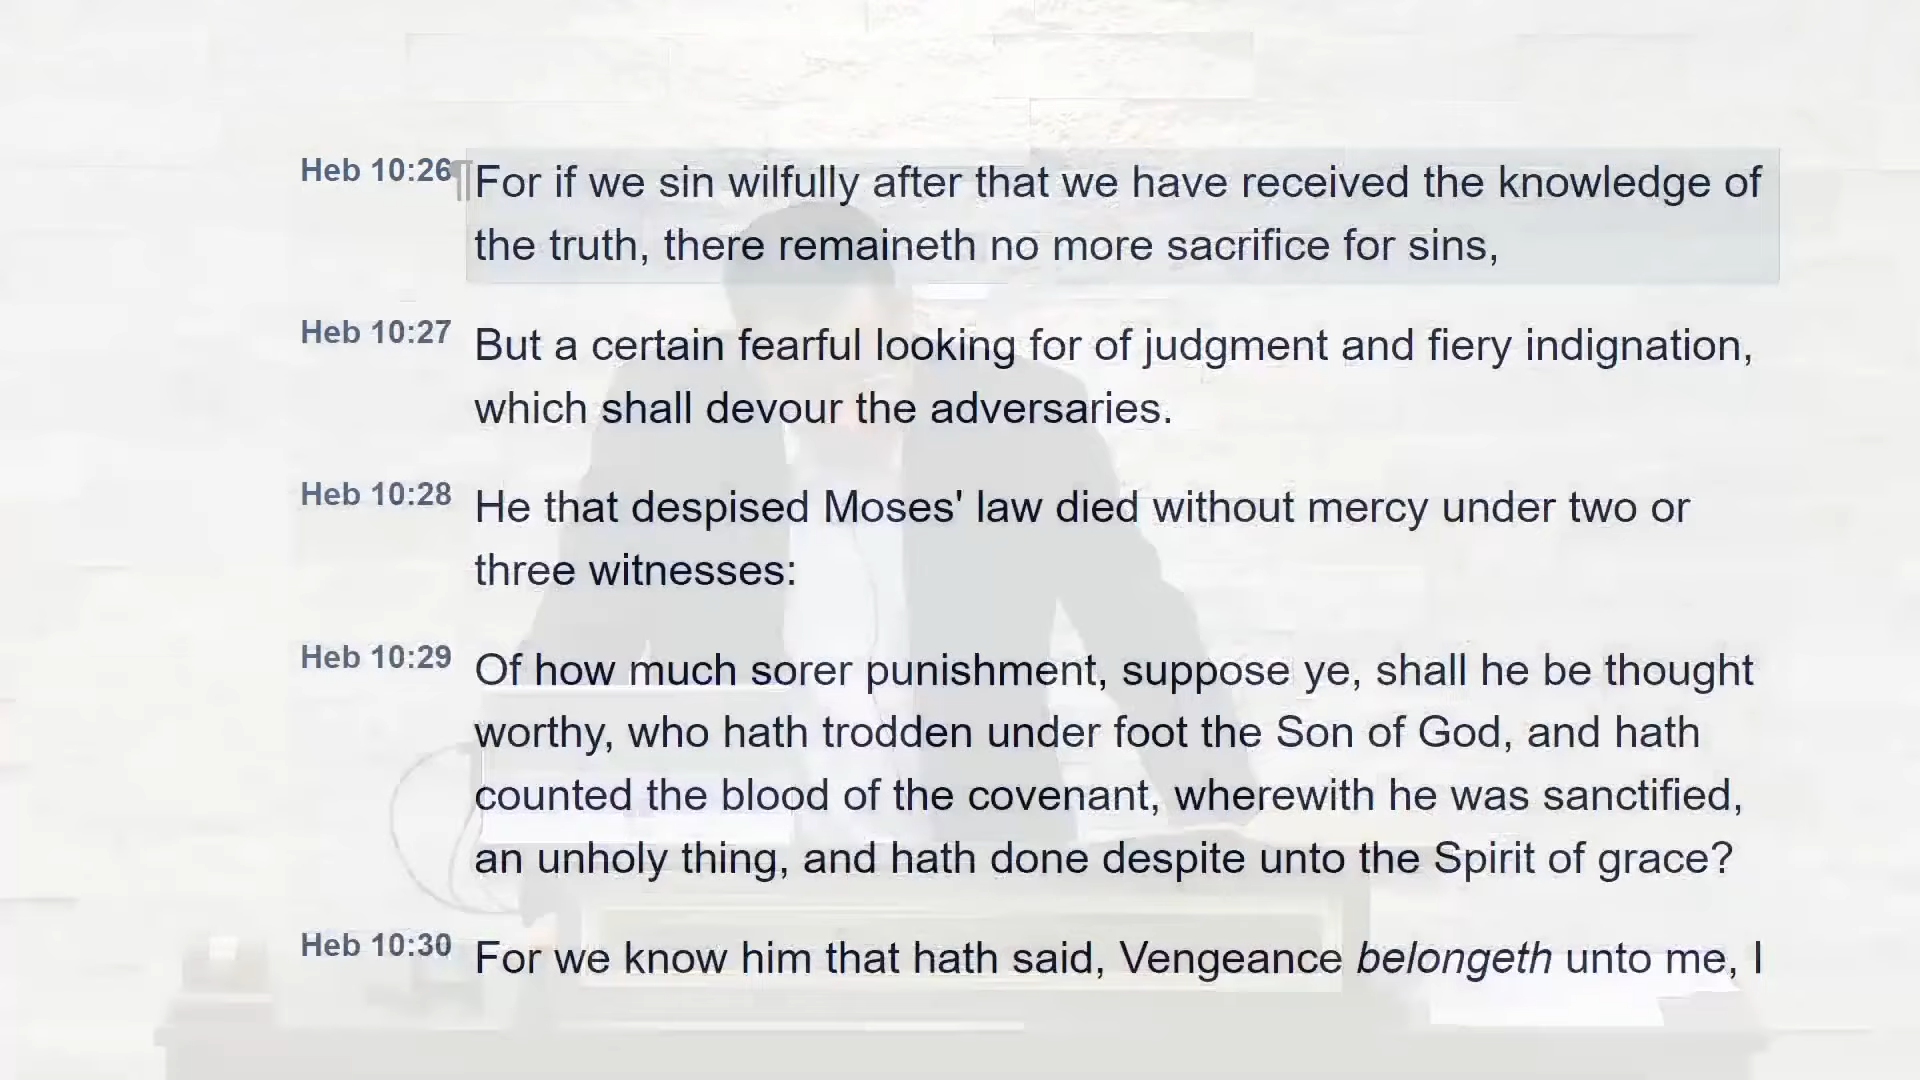 Heb 10:26 ¶ For if we sin wilfully after that we have received the knowledge of
the truth, there remaineth no more sacrifice for sins,
Heb 10:27 But a certain fearful looking for of judgment and fiery indignation,
which shall devour the adversaries.
Heb 10:28 He that despised Moses' law died without mercy under two or
three witnesses:
Heb 10:29 Of how much sorer punishment, suppose ye, shall he be thought
worthy, who hath trodden under foot the Son of God, and hath
counted the blood of the covenant, wherewith he was sanctified,
an unholy thing, and hath done despite unto the Spirit of grace?
Heb 10:30 For we know him that hath said, Vengeance belongeth unto me, I